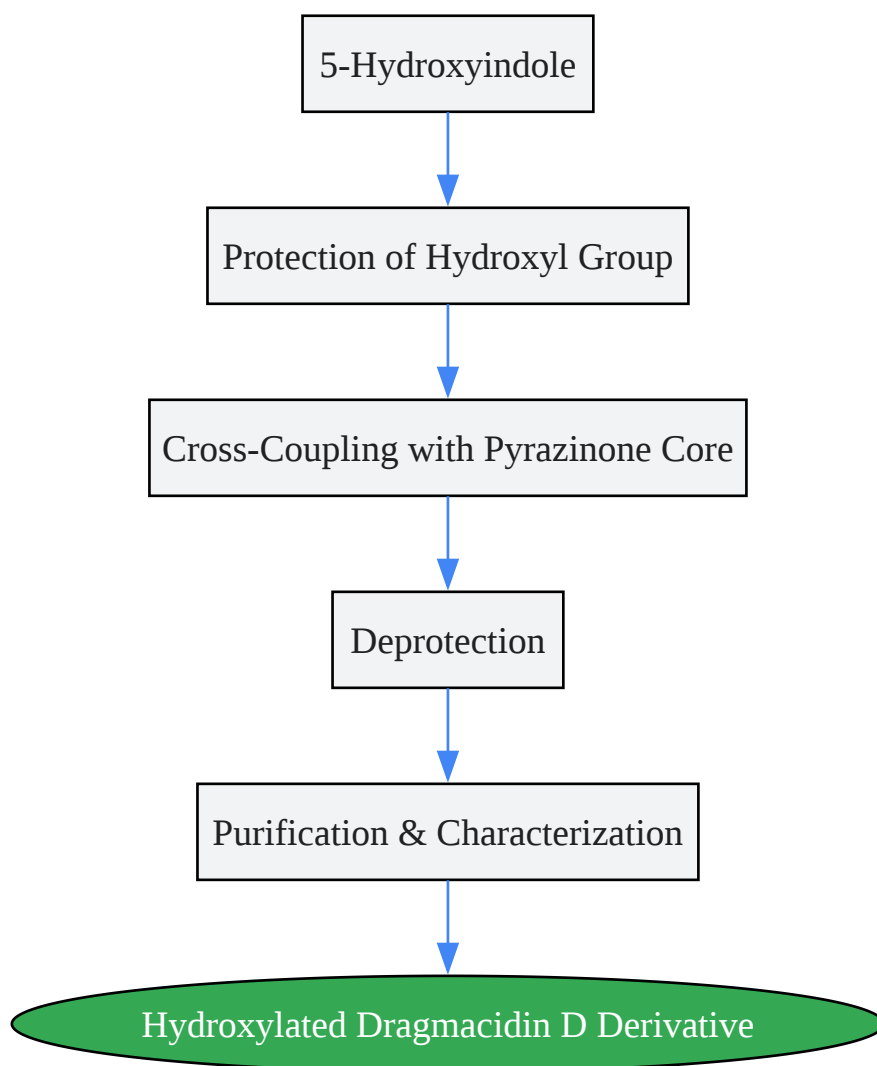 5-Hydroxyindole
Protection of Hydroxyl Group
Cross-Coupling with Pyrazinone Core
Deprotection
Purification & Characterization
Hydroxylated Dragmacidin D Derivative